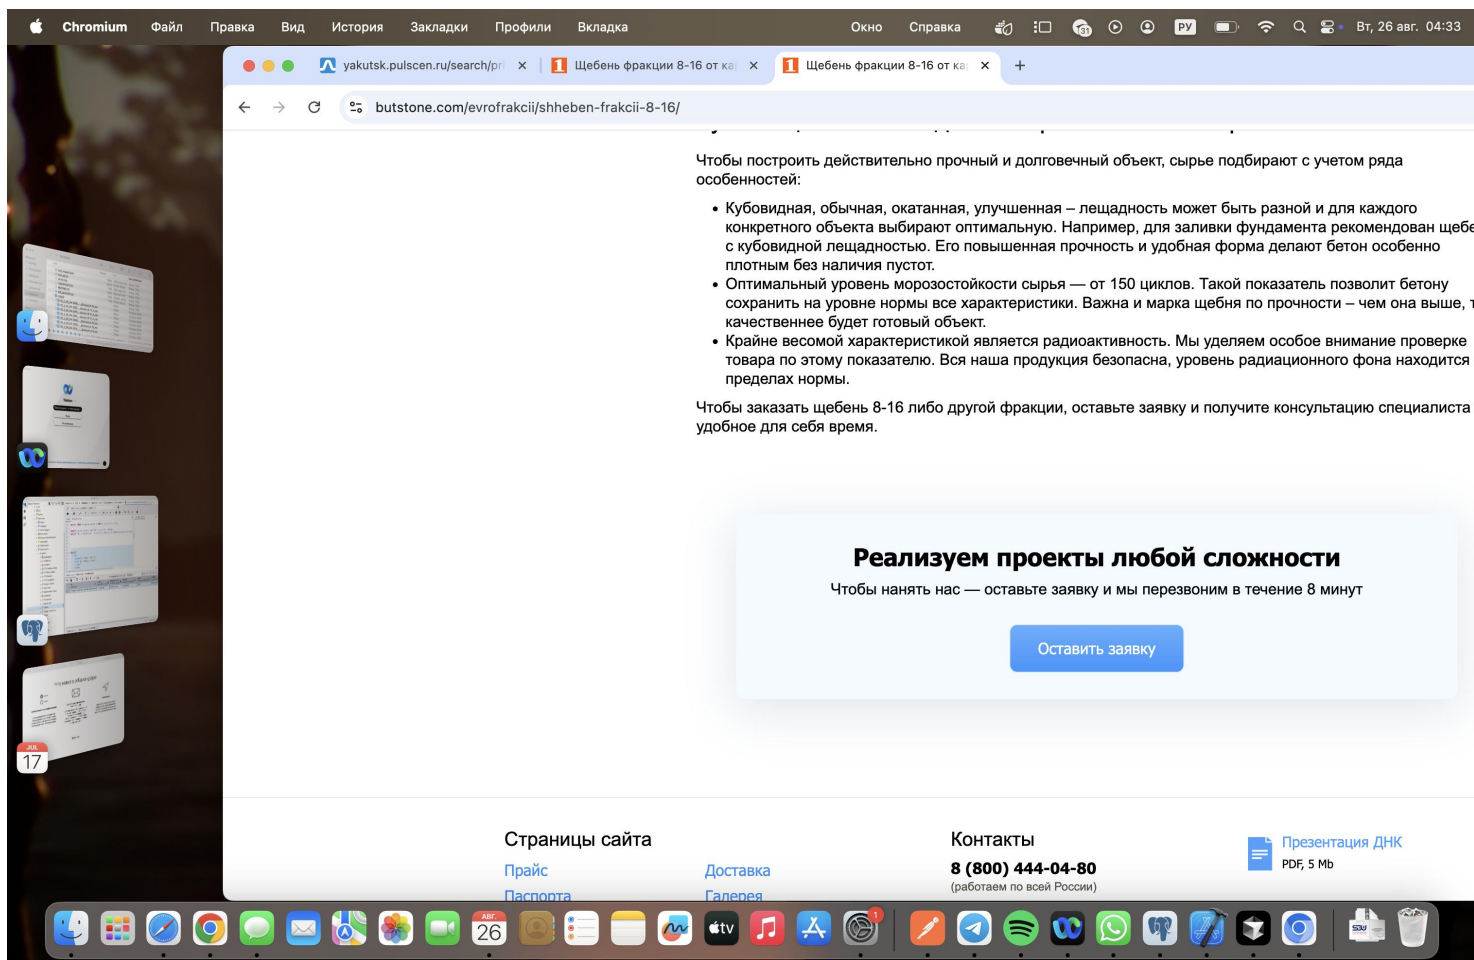 Chromium Файл Правка Вид История Закладки Профили Вкладка Окно Справка 31 РУ Вт, 26 авг. 04:33
yakutsk.pulscen.ru/search/pri
Щебень фракции 8-16 от ка
Щебень фракции 8-16 от ка
butstone.com/evrofrakcii/shheben-frakcii-8-16/
Чтобы построить действительно прочный и долговечный объект, сырье подбирают с учетом ряда
особенностей:
• Кубовидная, обычная, окатанная, улучшенная – лещадность может быть разной и для каждого
конкретного объекта выбирают оптимальную. Например, для заливки фундамента рекомендован щебе
с кубовидной лещадностью. Его повышенная прочность и удобная форма делают бетон особенно
плотным без наличия пустот.
• Оптимальный уровень морозостойкости сырья — от 150 циклов. Такой показатель позволит бетону
сохранить на уровне нормы все характеристики. Важна и марка щебня по прочности – чем она выше, т
качественнее будет готовый объект.
• Крайне весомой характеристикой является радиоактивность. Мы уделяем особое внимание проверке
товара по этому показателю. Вся наша продукция безопасна, уровень радиационного фона находится
пределах нормы.
Чтобы заказать щебень 8-16 либо другой фракции, оставьте заявку и получите консультацию специалиста
удобное для себя время.
Реализуем проекты любой сложности
Чтобы нанять нас — оставьте заявку и мы перезвоним в течение 8 минут
Оставить заявку
Страницы сайта
Прайс
Паспорта
Доставка
Галерея
Контакты
8 (800) 444-04-80
(работаем по всей России)
Презентация ДНК
PDF, 5 Mb
JUL
17
АВГ.
26
tv
1